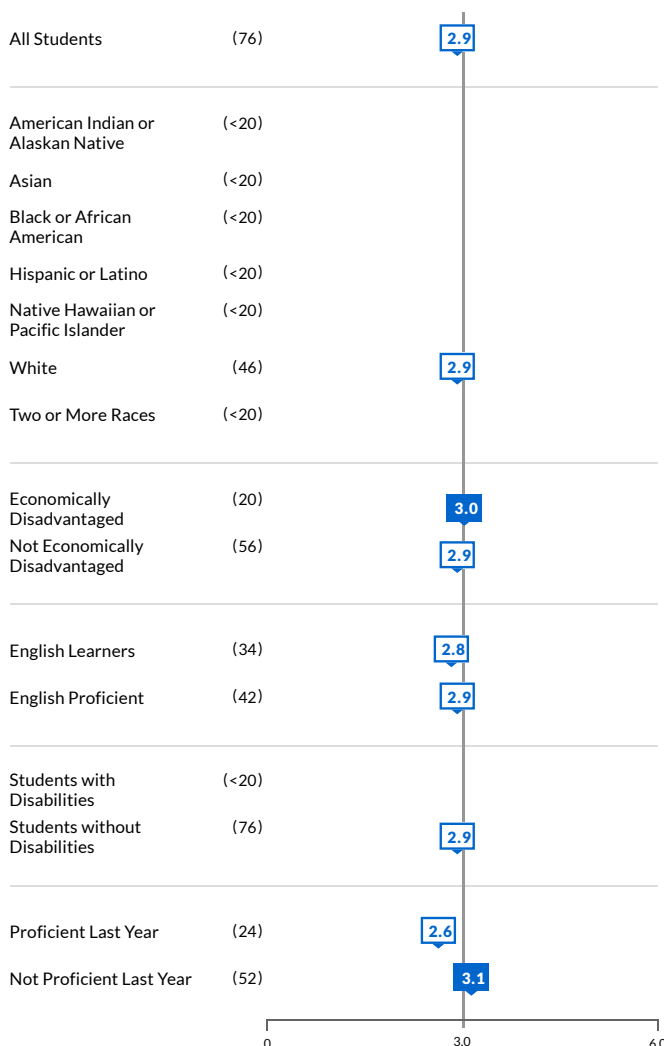 All Students (76) 2.9
American Indian or (<20)
Alaskan Native
Asian (<20)
Black or African (<20)
American
Hispanic or Latino (<20)
Native Hawaiian or (<20)
Pacific Islander
White (46) 2.9
Two or More Races (<20)
Economically (20) 3.0
Disadvantaged
Not Economically (56) 2.9
Disadvantaged
English Learners (34) 2.8
English Proficient (42) 2.9
Students with (<20)
Disabilities
Students without (76) 2.9
Disabilities
Proficient Last Year (24) 2.6
Not Proficient Last Year (52) 3.1
0 3.0 6.0